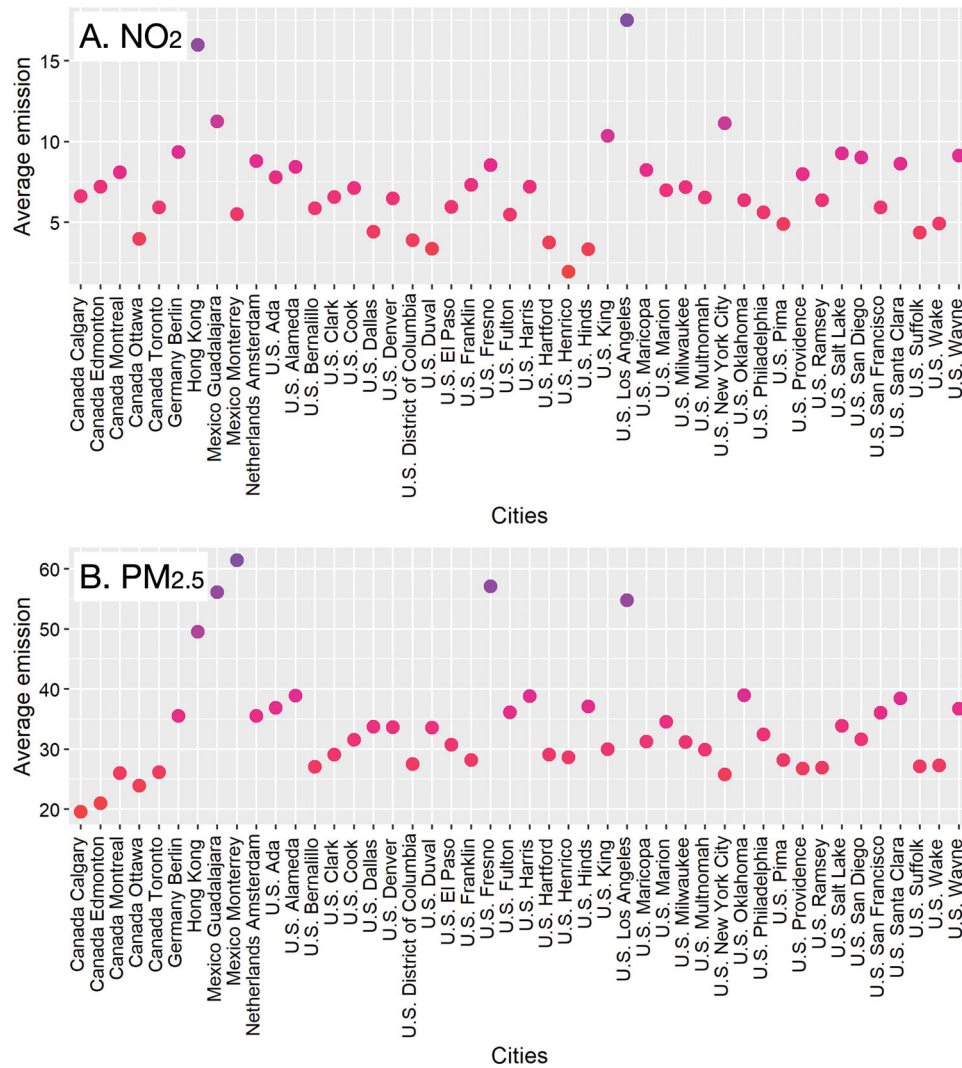 A. NO2
Average emission
15
10
5
Canada Calgary
Canada Edmonton
Canada Montreal
Canada Ottawa
Canada Toronto
Germany Berlin
Hong Kong
Mexico Guadalajara
Mexico Monterrey
Netherlands Amsterdam
U.S. Ada
U.S. Alameda
U.S. Bernalillo
U.S. Clark
U.S. Cook
U.S. Dallas
U.S. Denver
U.S. District of Columbia
U.S. Duval
U.S. El Paso
U.S. Franklin
U.S. Fresno
U.S. Fulton
U.S. Harris
U.S. Hartford
U.S. Henrico
U.S. Hinds
U.S. King
U.S. Los Angeles
U.S. Maricopa
U.S. Marion
U.S. Milwaukee
U.S. Multnomah
U.S. New York City
U.S. Oklahoma
U.S. Philadelphia
U.S. Pima
U.S. Providence
U.S. Ramsey
U.S. Salt Lake
U.S. San Diego
U.S. San Francisco
U.S. Santa Clara
U.S. Suffolk
U.S. Wake
U.S. Wayne
Cities
B. PM2.5
Average emission
60
50
40
30
20
Canada Calgary
Canada Edmonton
Canada Montreal
Canada Ottawa
Canada Toronto
Germany Berlin
Hong Kong
Mexico Guadalajara
Mexico Monterrey
Netherlands Amsterdam
U.S. Ada
U.S. Alameda
U.S. Bernalillo
U.S. Clark
U.S. Cook
U.S. Dallas
U.S. Denver
U.S. District of Columbia
U.S. Duval
U.S. El Paso
U.S. Franklin
U.S. Fresno
U.S. Fulton
U.S. Harris
U.S. Hartford
U.S. Henrico
U.S. Hinds
U.S. King
U.S. Los Angeles
U.S. Maricopa
U.S. Marion
U.S. Milwaukee
U.S. Multnomah
U.S. New York City
U.S. Oklahoma
U.S. Philadelphia
U.S. Pima
U.S. Providence
U.S. Ramsey
U.S. Salt Lake
U.S. San Diego
U.S. San Francisco
U.S. Santa Clara
U.S. Suffolk
U.S. Wake
U.S. Wayne
Cities